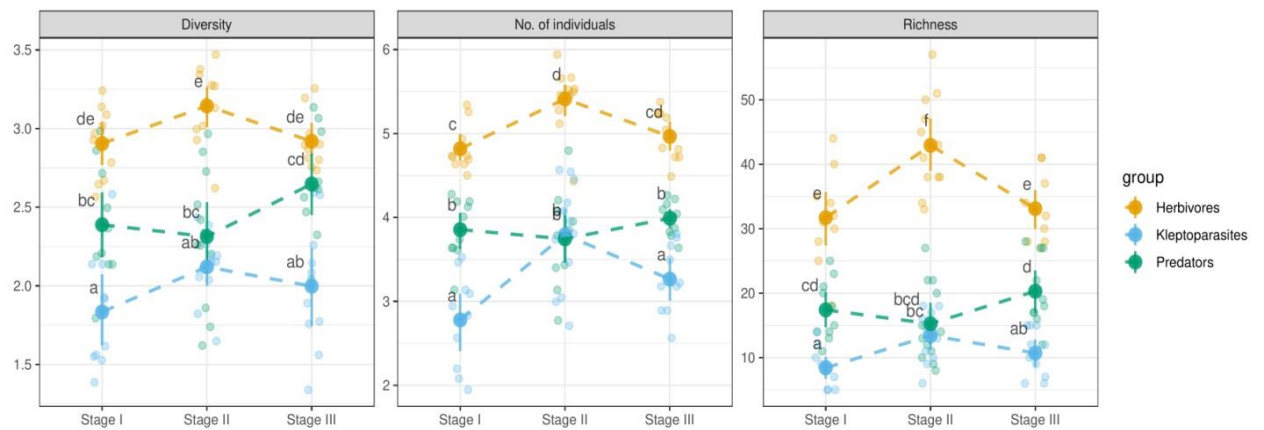 Diversity
No. of individuals
Richness
3.5
3.0
2.5
2.0
1.5
de
e
de
bc
bc
cd
a
ab
ab
Stage I
Stage II
Stage III
6
5
4
3
2
c
d
cd
b
b
b
b
a
a
Stage I
Stage II
Stage III
50
40
30
20
10
e
f
e
cd
bcd
d
a
bc
ab
Stage I
Stage II
Stage III
group
Herbivores
Kleptoparasites
Predators